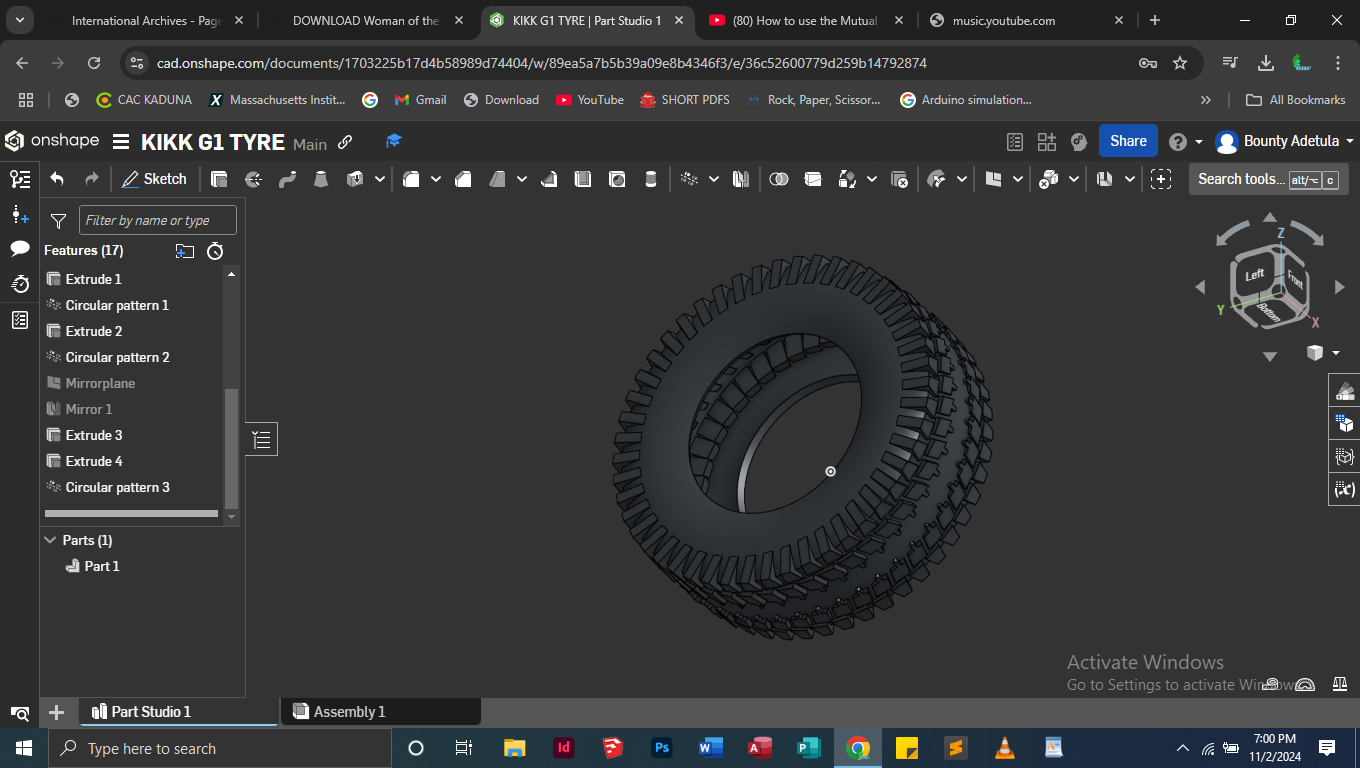 International Archives - Page
DOWNLOAD Woman of the
KIKK G1 TYRE | Part Studio 1
(80) How to use the Mutual
music.youtube.com
cad.onshape.com/documents/1703225b17d4b58989d74404/w/89ea5a7b5b39a09e8b4346f3/e/36c52600779d259b14792874
CAC KADUNA
Massachusetts Instit...
Gmail
Download
YouTube
SHORT PDFS
Rock, Paper, Scissor...
Arduino simulation...
All Bookmarks
onshape
KIKK G1 TYRE
Main
Share
Bounty Adetula
Sketch
Search tools... alt/⌥ c
Filter by name or type
Features (17)
Extrude 1
Circular pattern 1
Extrude 2
Circular pattern 2
Mirrorplane
Mirror 1
Extrude 3
Extrude 4
Circular pattern 3
Parts (1)
Part 1
Z
Left
Front
Bottom
Y
X
Activate Windows
Go to Settings to activate Windows
Part Studio 1
Assembly 1
Type here to search
7:00 PM
11/2/2024